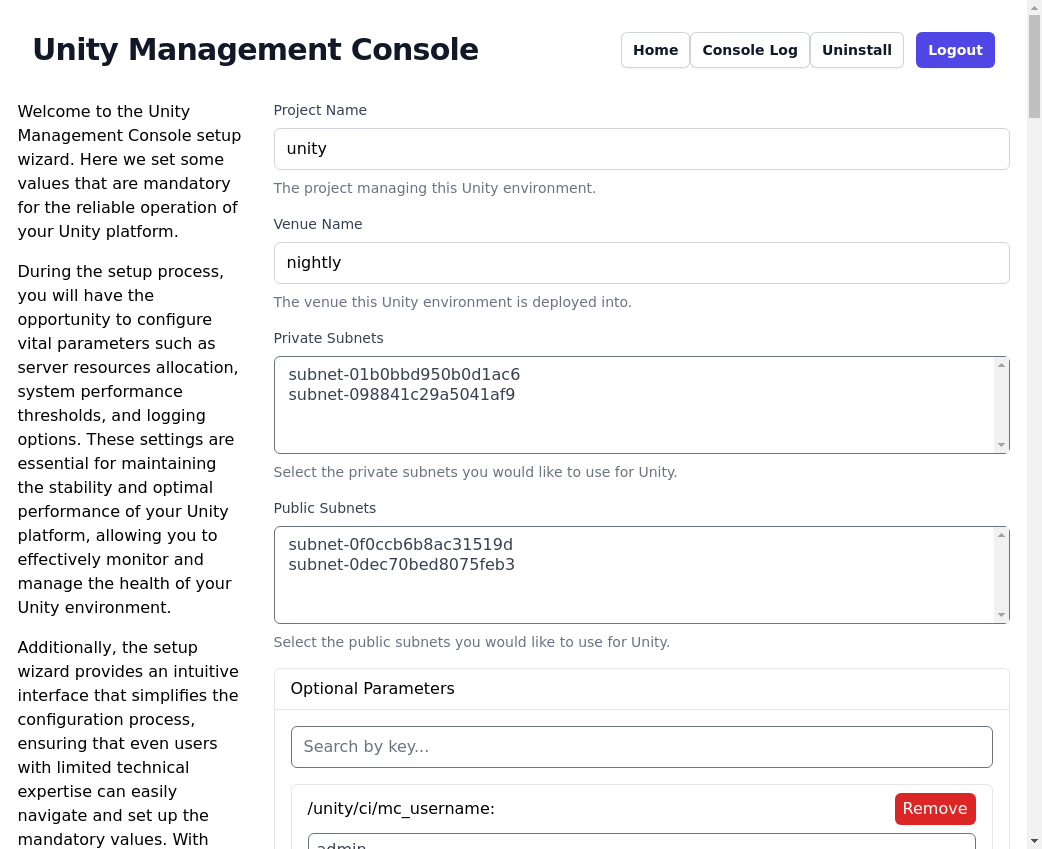 Unity Management Console
Home
Console Log
Uninstall
Logout
Welcome to the Unity
Management Console setup
wizard. Here we set some
values that are mandatory
for the reliable operation of
your Unity platform.
During the setup process,
you will have the
opportunity to configure
vital parameters such as
server resources allocation,
system performance
thresholds, and logging
options. These settings are
essential for maintaining
the stability and optimal
performance of your Unity
platform, allowing you to
effectively monitor and
manage the health of your
Unity environment.
Additionally, the setup
wizard provides an intuitive
interface that simplifies the
configuration process,
ensuring that even users
with limited technical
expertise can easily
navigate and set up the
mandatory values. With
Project Name
unity
The project managing this Unity environment.
Venue Name
nightly
The venue this Unity environment is deployed into.
Private Subnets
subnet-01b0bbd950b0d1ac6
subnet-098841c29a5041af9
Select the private subnets you would like to use for Unity.
Public Subnets
subnet-0f0ccb6b8ac31519d
subnet-0dec70bed8075feb3
Select the public subnets you would like to use for Unity.
Optional Parameters
Search by key...
/unity/ci/mc_username:
Remove
admin